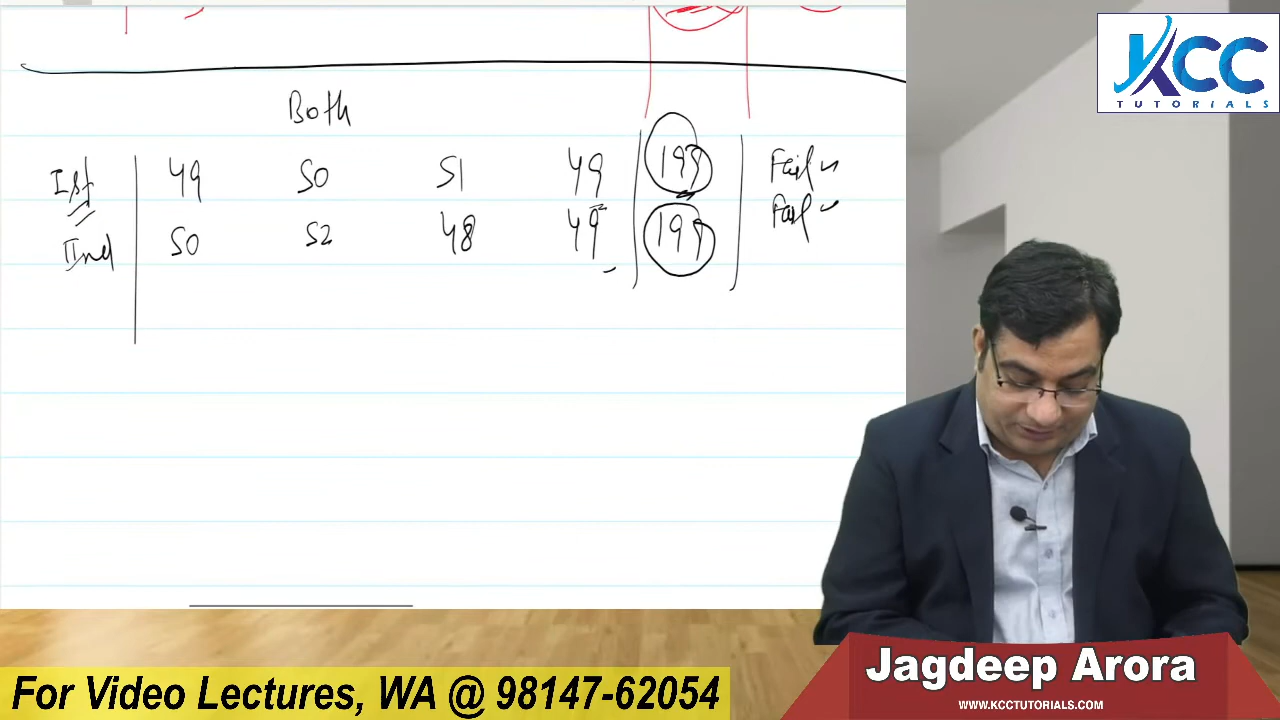 KCC
TUTORIALS
Both
Ist 49 50 51 49 199 Fail
IInd 50 52 48 49 199 Fail
Jagdeep Arora
For Video Lectures, WA @ 98147-62054
WWW.KCCTUTORIALS.COM